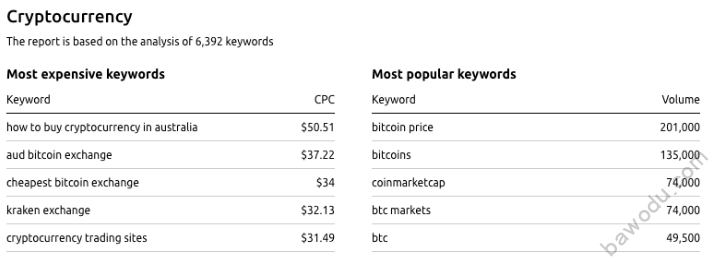 Cryptocurrency
The report is based on the analysis of 6,392 keywords
Most expensive keywords
Keyword CPC
how to buy cryptocurrency in australia $50.51
aud bitcoin exchange $37.22
cheapest bitcoin exchange $34
kraken exchange $32.13
cryptocurrency trading sites $31.49
Most popular keywords
Keyword Volume
bitcoin price 201,000
bitcoins 135,000
coinmarketcap 74,000
btc markets 74,000
btc 49,500
bawodu.com